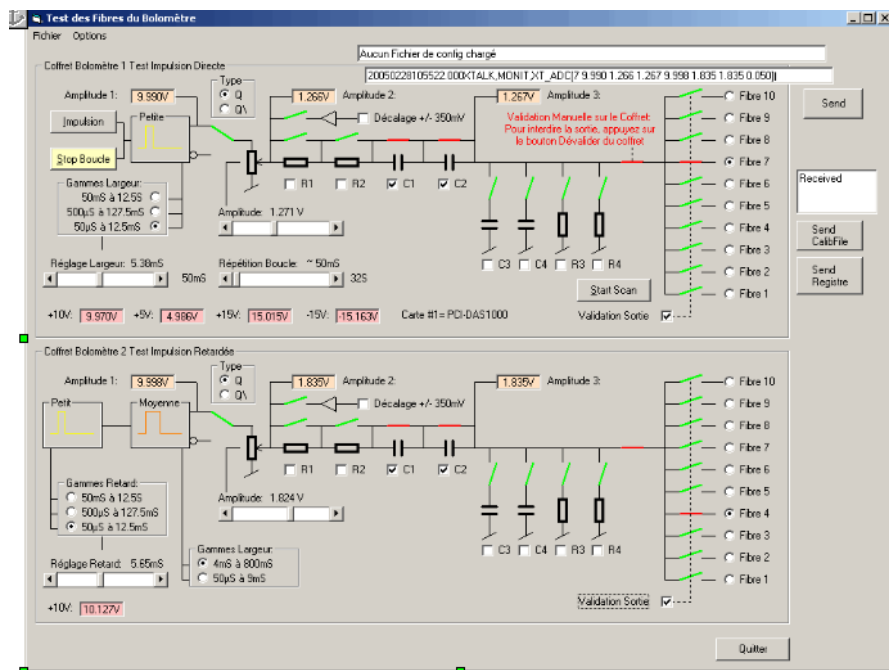 Test des Fibres du Bolomètre
Fichier Options
Aucun Fichier de config chargé
Coffret Bolomètre 1 Test Impulsion Directe
20050228105522.000XTALK,MONIT,XT_ADC[7 9.990 1.266 1.267 9.998 1.835 1.835 0.050]|
Amplitude 1: 9.990V
Type
Q
Q\
1.266V Amplitude 2:
1.267V Amplitude 3:
Décalage +/- 350mV
Impulsion
Petite
Stop Boucle
Validation Manuelle sur le Coffret:
Pour interdire la sortie, appuyez sur
le bouton Dévalider du coffret
Fibre 10
Fibre 9
Fibre 8
Fibre 7
Fibre 6
Fibre 5
Fibre 4
Fibre 3
Fibre 2
Fibre 1
Send
Received
Send
CalibFile
Send
Registre
Gammes Largeur:
50mS à 12.5S
500µS à 127.5mS
50µS à 12.5mS
R1 R2 C1 C2
Amplitude: 1.271 V
C3 C4 R3 R4
Réglage Largeur: 5.38mS
50mS
Répétition Boucle: ~ 50mS
32S
Start Scan
+10V: 9.970V +5V: 4.986V +15V: 15.015V -15V: -15.163V Carte #1= PCI-DAS1000
Validation Sortie
Coffret Bolomètre 2 Test Impulsion Retardée
Amplitude 1: 9.998V
Type
Q
Q\
1.835V Amplitude 2:
1.835V Amplitude 3:
Décalage +/- 350mV
Petit
Moyenne
Fibre 10
Fibre 9
Fibre 8
Fibre 7
Fibre 6
Fibre 5
Fibre 4
Fibre 3
Fibre 2
Fibre 1
R1 R2 C1 C2
Gammes Retard:
50mS à 12.5S
500µS à 127.5mS
50µS à 12.5mS
Amplitude: 1.824 V
C3 C4 R3 R4
Réglage Retard: 5.65mS
Gammes Largeur:
4mS à 800mS
50µS à 9mS
+10V: 10.127V
Validation Sortie
Quitter